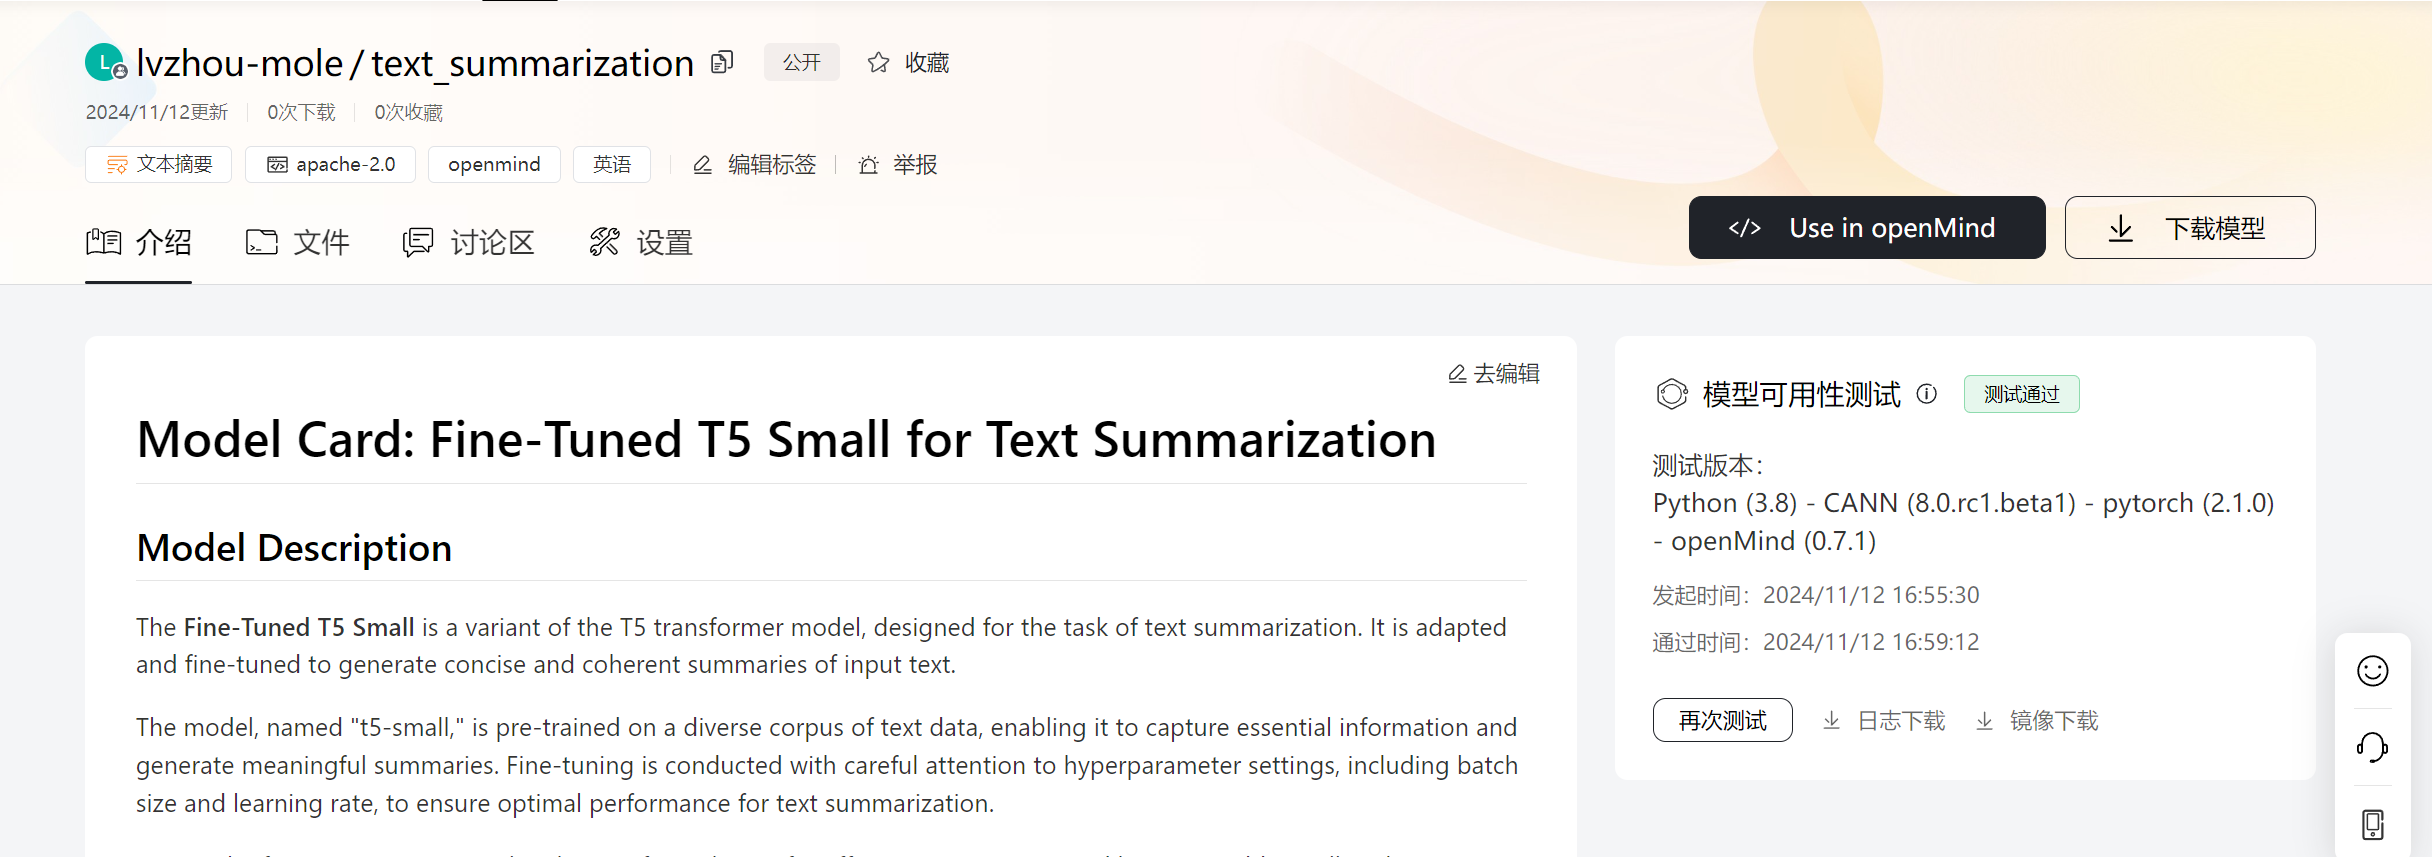 L lvzhou-mole / text_summarization 公开 收藏
2024/11/12更新 0次下载 0次收藏
文本摘要 apache-2.0 openmind 英语 编辑标签 举报
介绍 文件 讨论区 设置 </> Use in openMind 下载模型
去编辑
Model Card: Fine-Tuned T5 Small for Text Summarization
Model Description
The Fine-Tuned T5 Small is a variant of the T5 transformer model, designed for the task of text summarization. It is adapted
and fine-tuned to generate concise and coherent summaries of input text.
The model, named "t5-small," is pre-trained on a diverse corpus of text data, enabling it to capture essential information and
generate meaningful summaries. Fine-tuning is conducted with careful attention to hyperparameter settings, including batch
size and learning rate, to ensure optimal performance for text summarization.
模型可用性测试 测试通过
测试版本：
Python (3.8) - CANN (8.0.rc1.beta1) - pytorch (2.1.0)
- openMind (0.7.1)
发起时间：2024/11/12 16:55:30
通过时间：2024/11/12 16:59:12
再次测试 日志下载 镜像下载